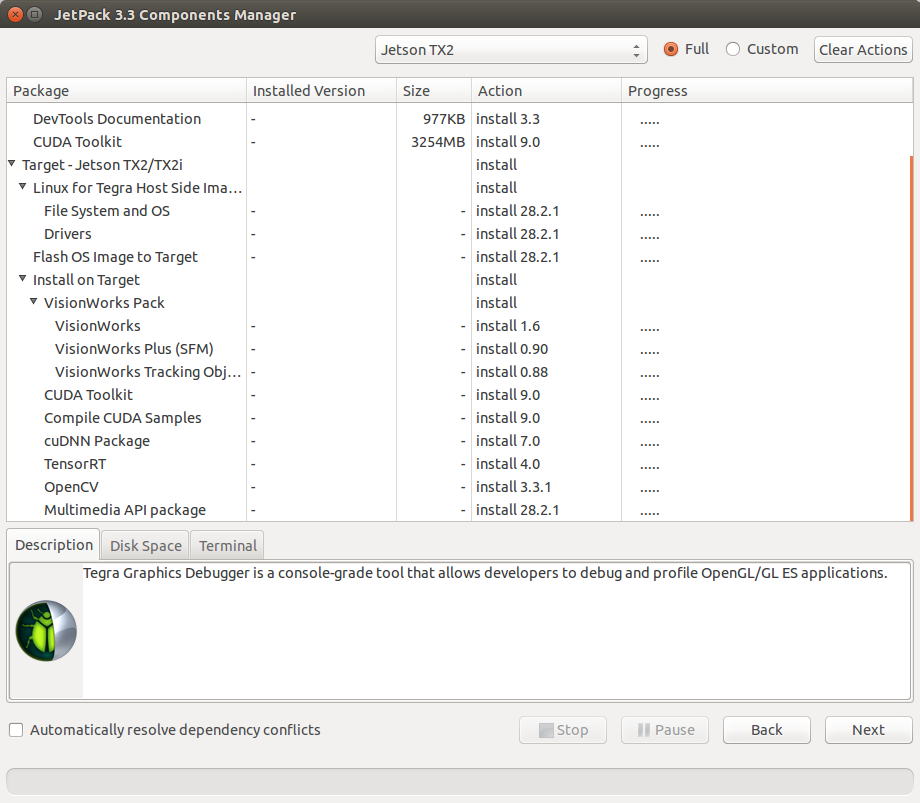 JetPack 3.3 Components Manager
Jetson TX2 Full Custom Clear Actions
Package Installed Version Size Action Progress
DevTools Documentation - 977KB install 3.3 .....
CUDA Toolkit - 3254MB install 9.0 .....
Target - Jetson TX2/TX2i install
Linux for Tegra Host Side Ima... install
File System and OS - - install 28.2.1 .....
Drivers - - install 28.2.1 .....
Flash OS Image to Target - - install 28.2.1 .....
Install on Target install
VisionWorks Pack install
VisionWorks - - install 1.6 .....
VisionWorks Plus (SFM) - - install 0.90 .....
VisionWorks Tracking Obj... - - install 0.88 .....
CUDA Toolkit - - install 9.0 .....
Compile CUDA Samples - - install 9.0 .....
cuDNN Package - - install 7.0 .....
TensorRT - - install 4.0 .....
OpenCV - - install 3.3.1 .....
Multimedia API package - - install 28.2.1 .....
Description Disk Space Terminal
Tegra Graphics Debugger is a console-grade tool that allows developers to debug and profile OpenGL/GL ES applications.
Automatically resolve dependency conflicts Stop Pause Back Next